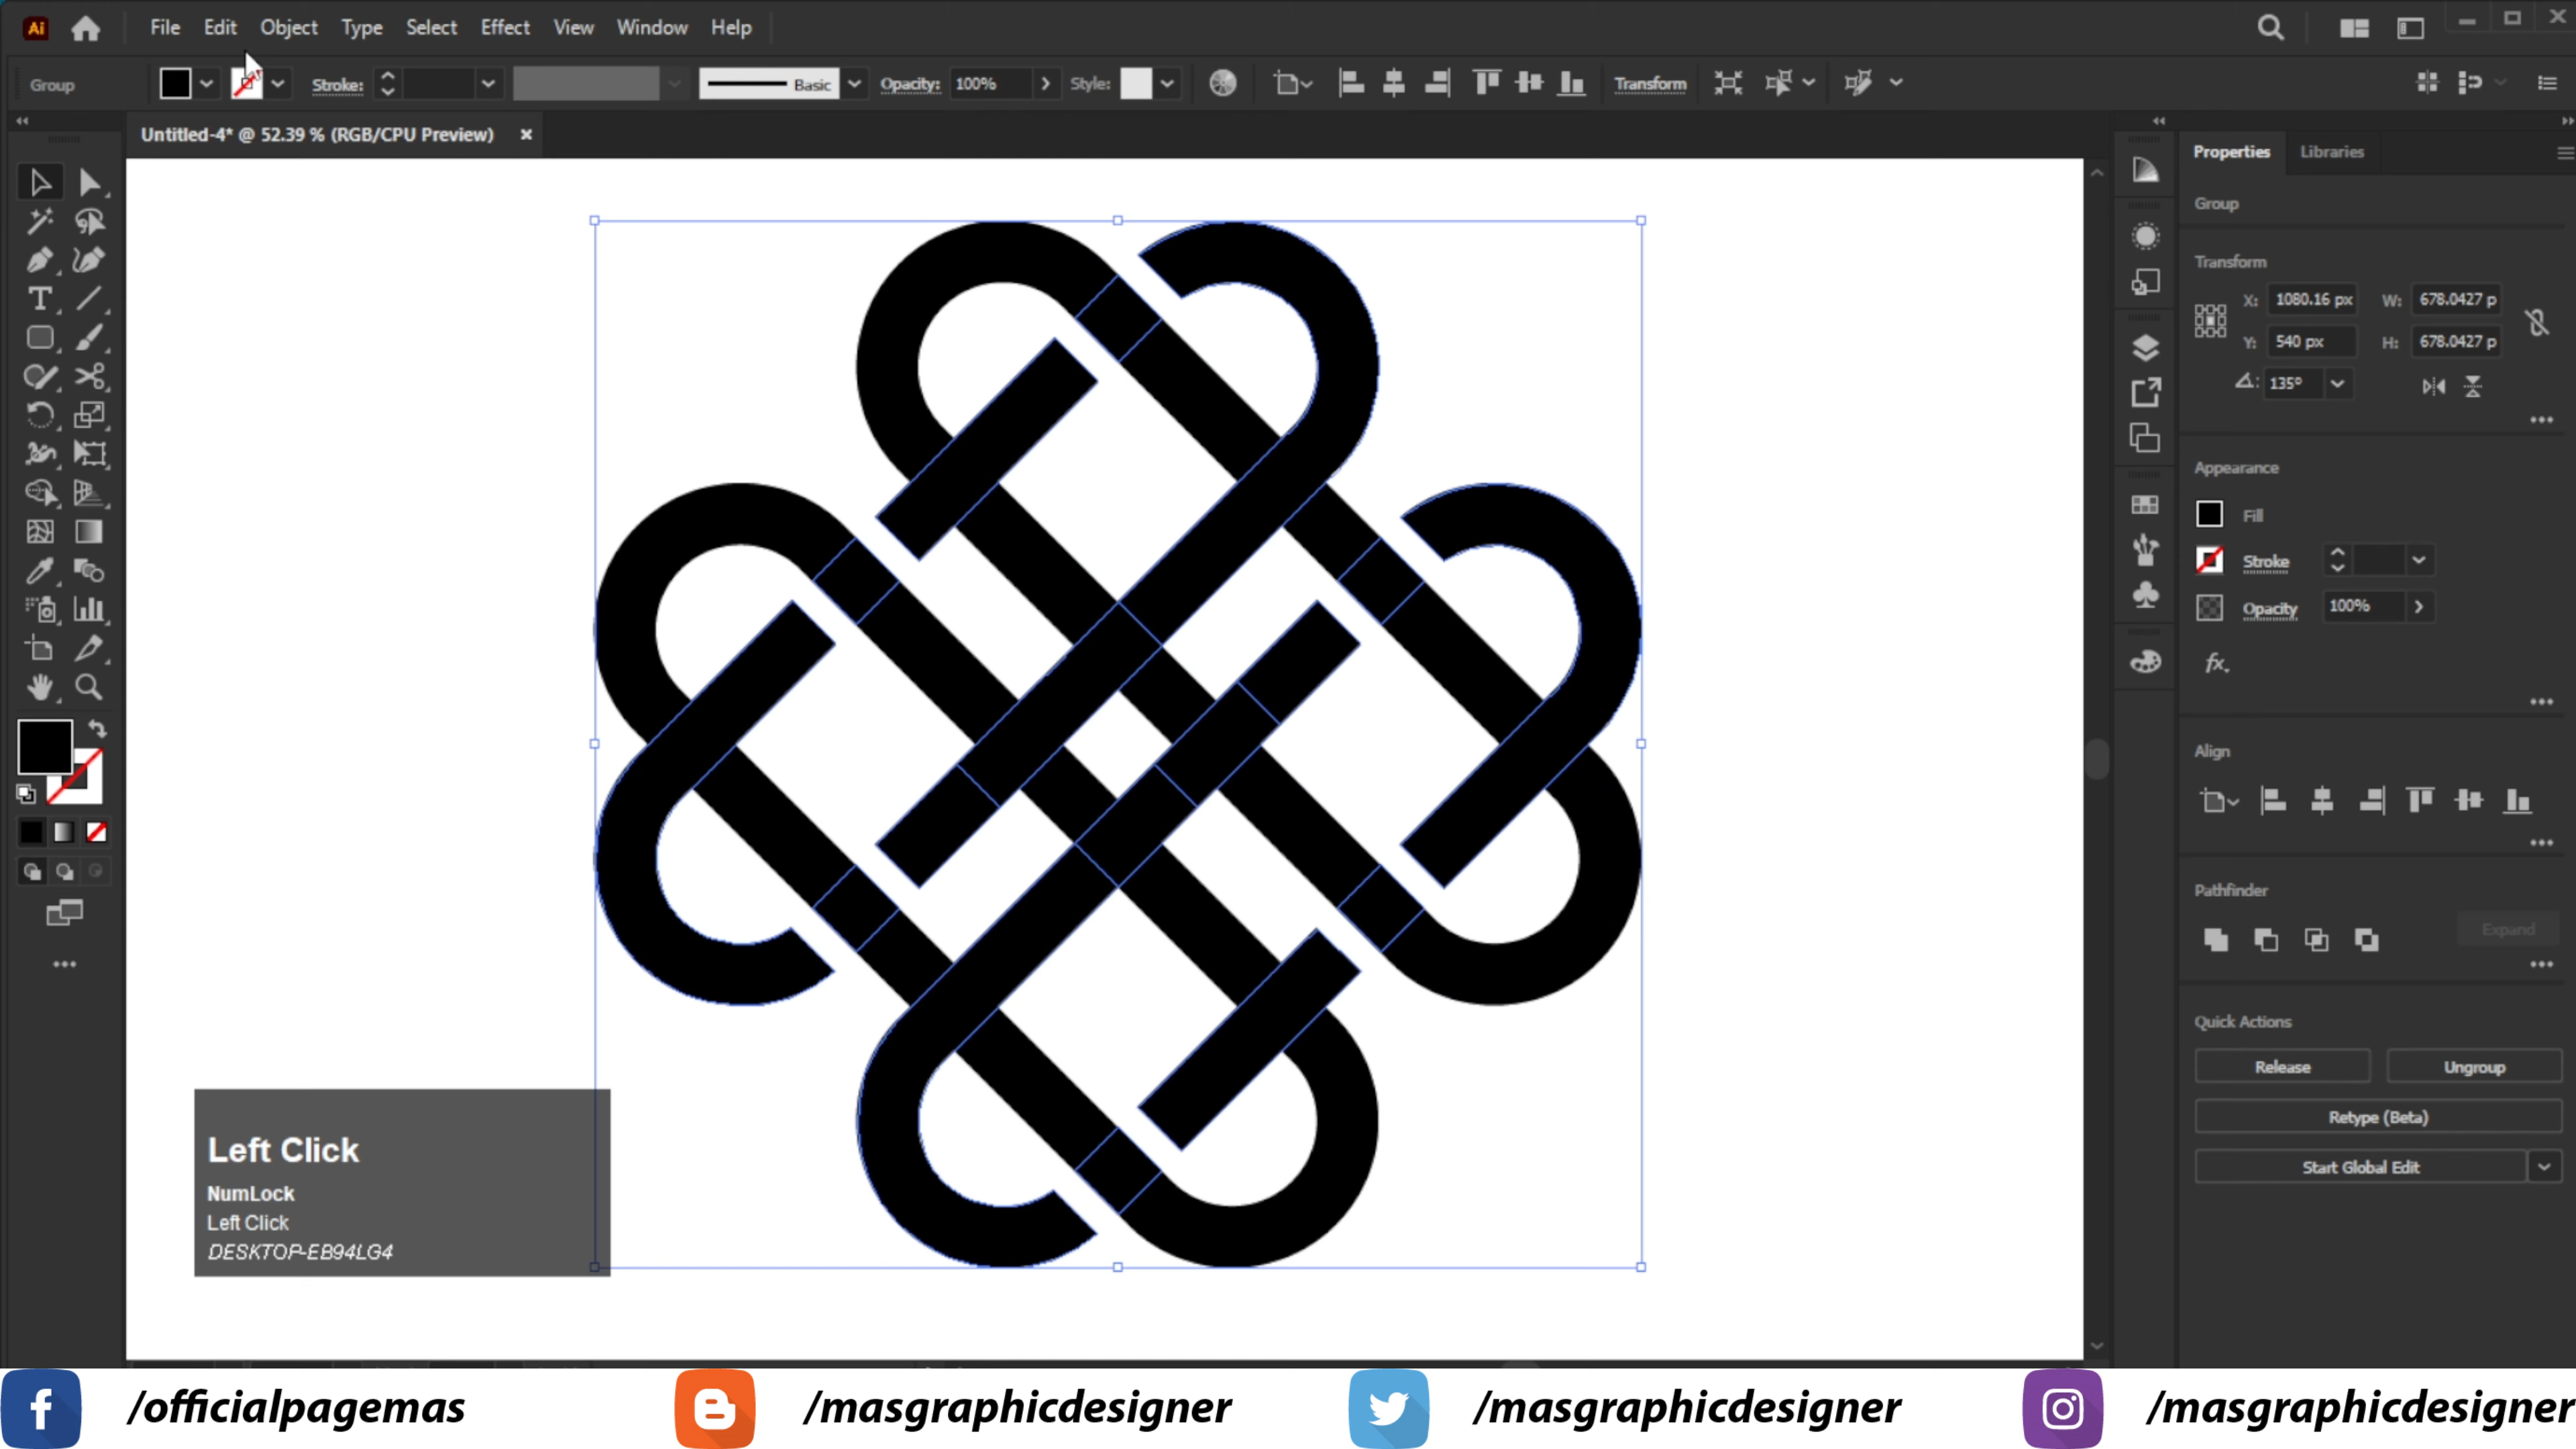 Ai File Edit Object Type Select Effect View Window Help
Group Stroke: Basic Opacity: 100% Style: Transform
Untitled-4* @ 52.39 % (RGB/CPU Preview) ×
Properties Libraries
Group
Transform
X: 1080.16 px W: 678.0427 p
Y: 540 px H: 678.0427 p
135°
Appearance
Fill
Stroke
Opacity 100%
fx.
Align
Pathfinder
Expand
Quick Actions
Release Ungroup
Retype (Beta)
Start Global Edit
Left Click
NumLock
Left Click
DESKTOP-EB94LG4
/officialpagemas /masgraphicdesigner /masgraphicdesigner /masgraphicdesigner